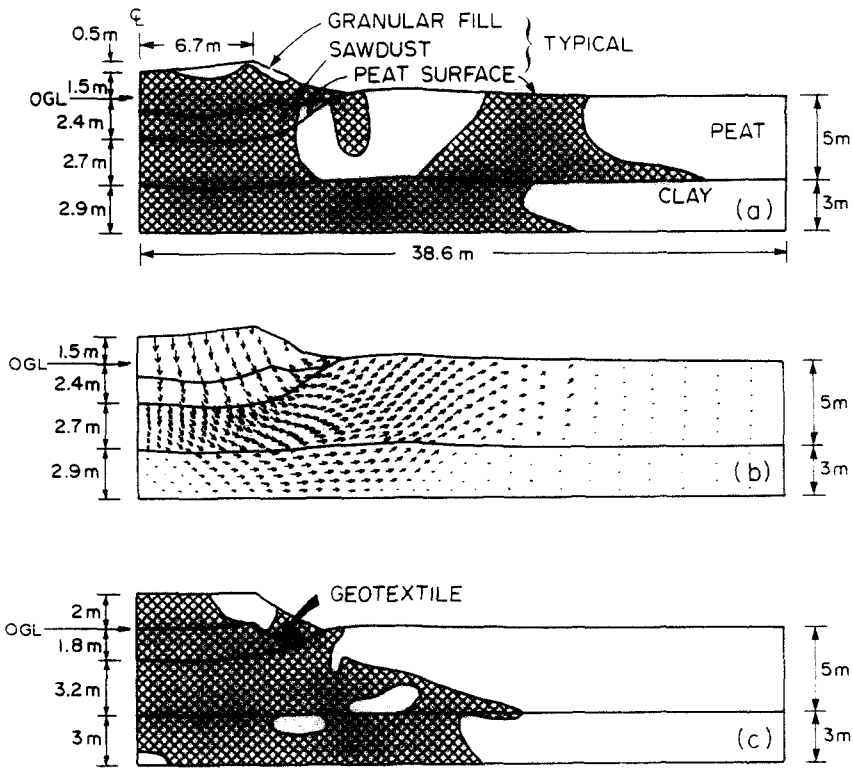 ℄
0.5m
6.7m
GRANULAR FILL
SAWDUST
PEAT SURFACE
TYPICAL
1.5m
OGL
2.4m
2.7m
2.9m
PEAT
5m
CLAY
(a)
3m
38.6m
1.5m
OGL
2.4m
2.7m
2.9m
5m
(b)
3m
GEOTEXTILE
2m
OGL
1.8m
3.2m
3m
5m
(c)
3m